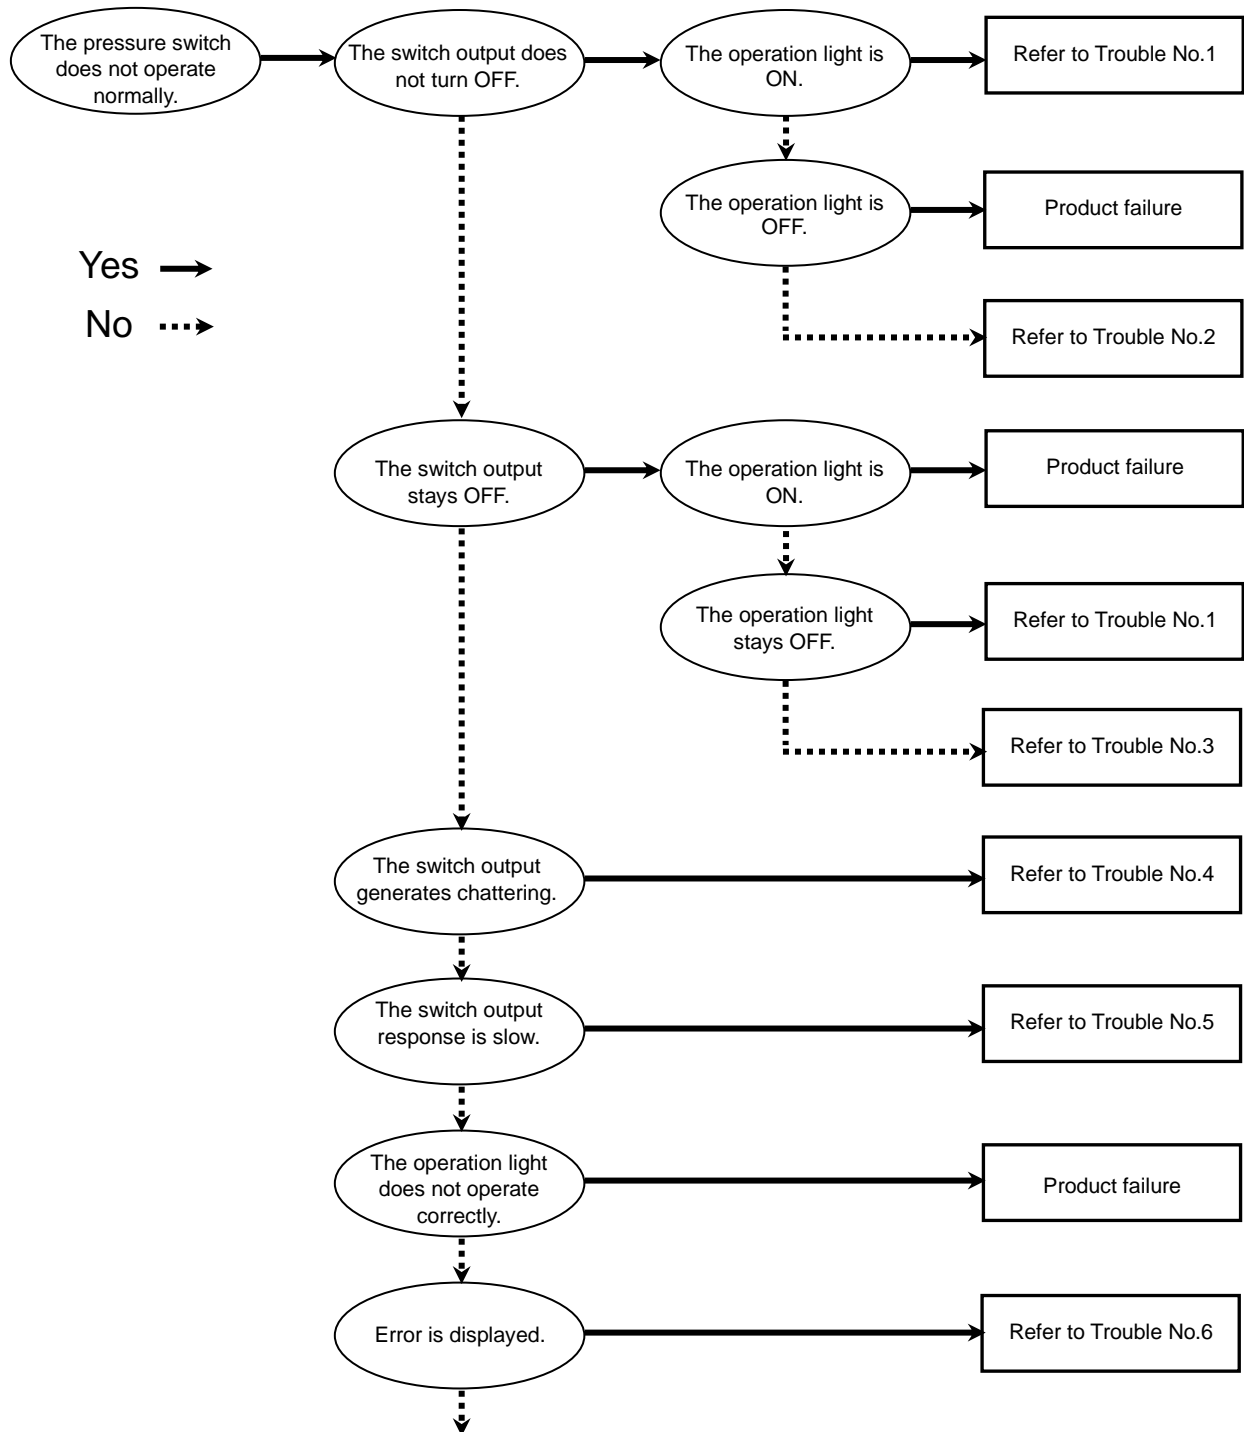 The pressure switch
does not operate
normally.
The switch output does
not turn OFF.
The operation light is
ON.
Refer to Trouble No.1
The operation light is
OFF.
Product failure
Yes
No
Refer to Trouble No.2
The switch output
stays OFF.
The operation light is
ON.
Product failure
The operation light
stays OFF.
Refer to Trouble No.1
Refer to Trouble No.3
The switch output
generates chattering.
Refer to Trouble No.4
The switch output
response is slow.
Refer to Trouble No.5
The operation light
does not operate
correctly.
Product failure
Error is displayed.
Refer to Trouble No.6